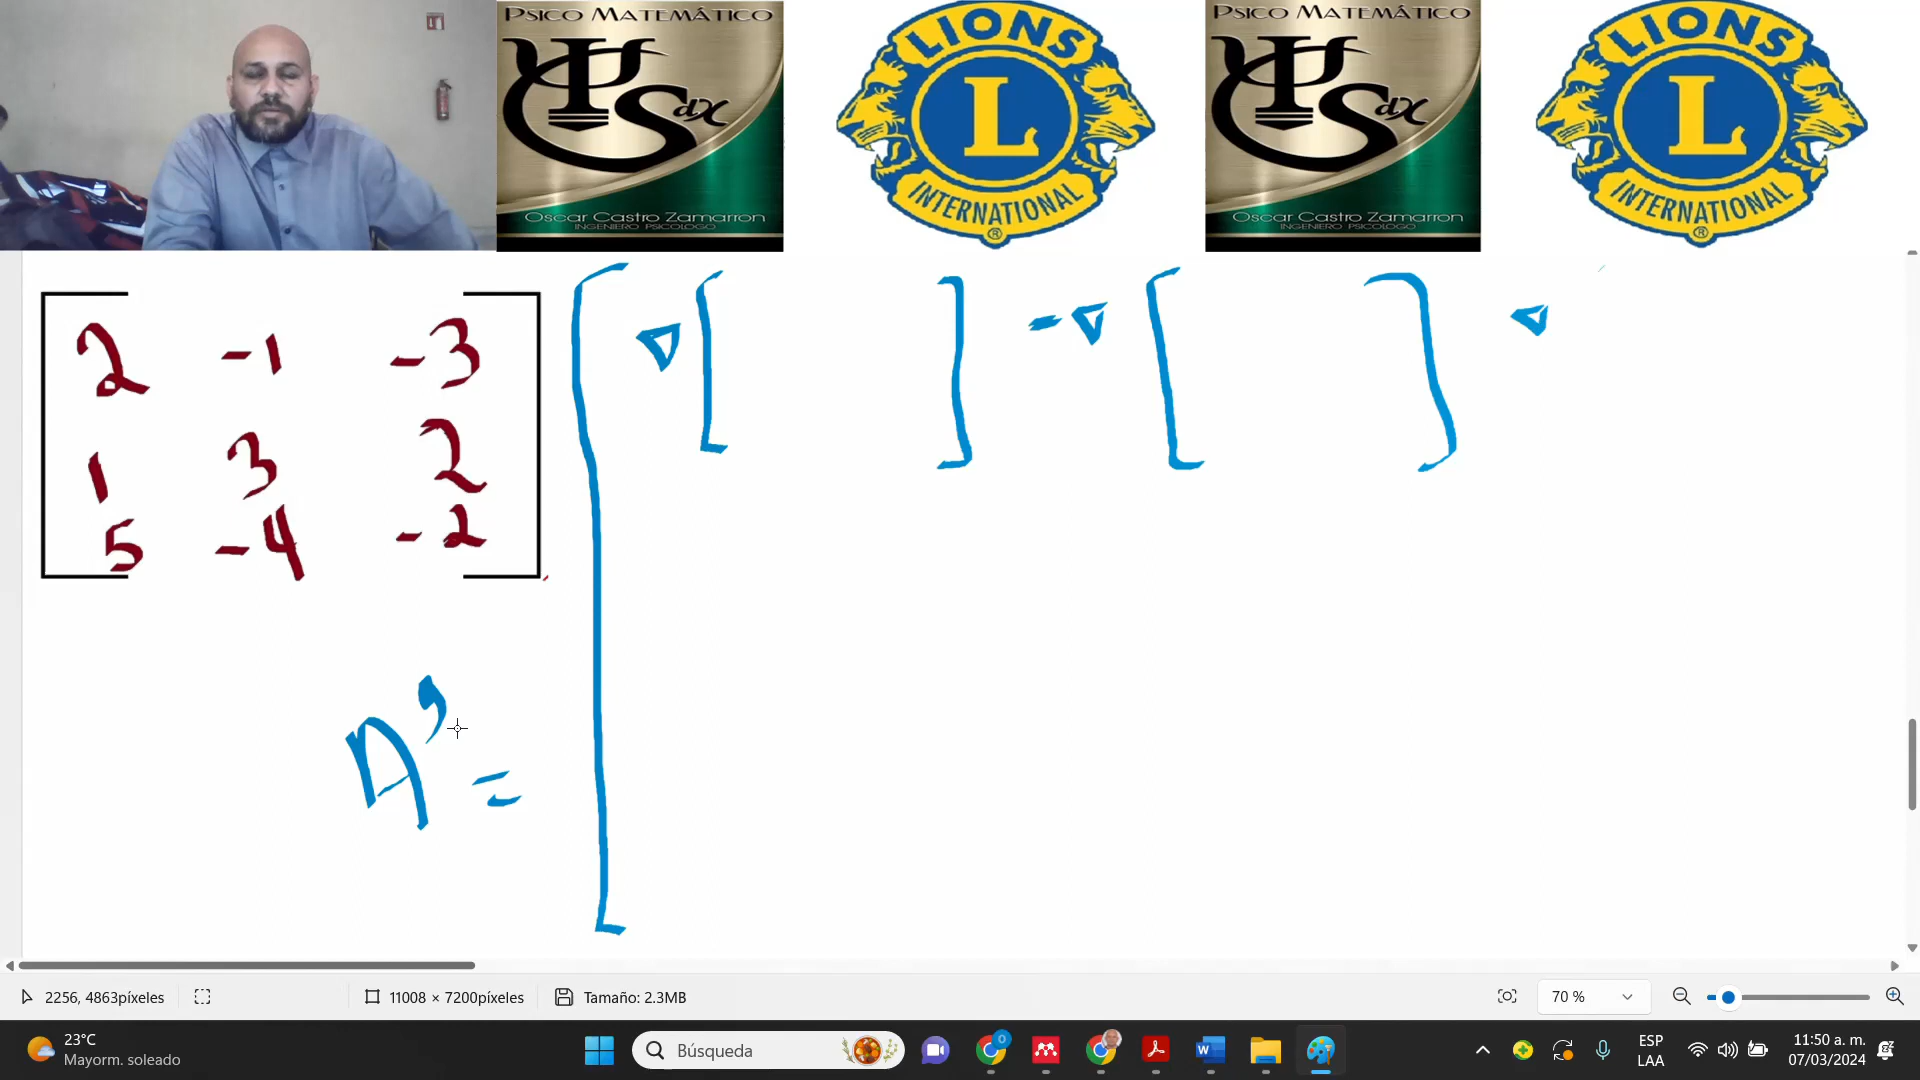 PSICO MATEMÁTICO
dx
Oscar Castro Zamarron
INGENIERO PSICOLOGO
LIONS
L
INTERNATIONAL
®
PSICO MATEMÁTICO
dx
Oscar Castro Zamarron
INGENIERO PSICOLOGO
LIONS
L
INTERNATIONAL
®
2 -1 -3
1 3 2
5 -4 -2
A' =
[ ∇ [ ] -∇ [ ] ∇
2256, 4863píxeles
11008 × 7200píxeles
Tamaño: 2.3MB
70 %
23°C
Mayorm. soleado
Búsqueda
ESP
LAA
11:50 a. m.
07/03/2024